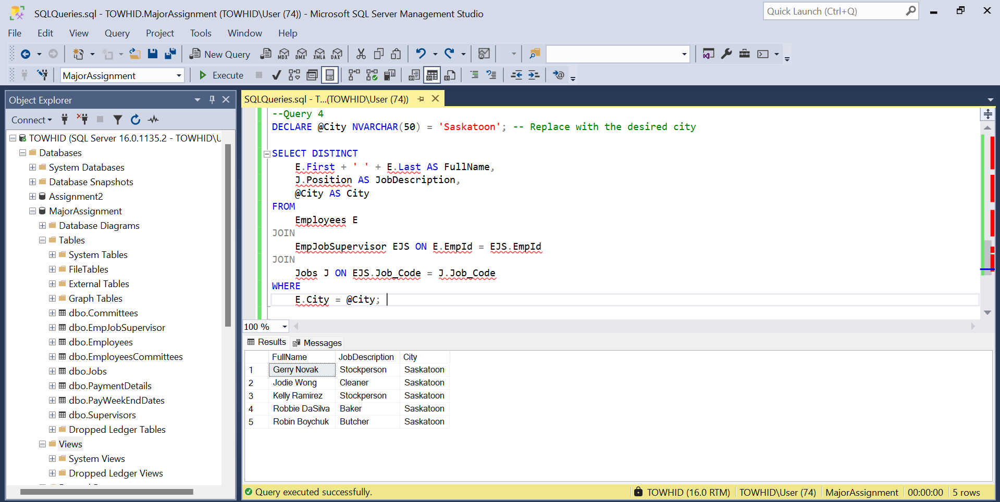 SQLQueries.sql - TOWHID.MajorAssignment (TOWHID\User (74)) - Microsoft SQL Server Management Studio
Quick Launch (Ctrl+Q)
File Edit View Query Project Tools Window Help
New Query MDX DMX XMLA DAX
MajorAssignment Execute
Object Explorer
Connect
TOWHID (SQL Server 16.0.1135.2 - TOWHID\U
Databases
System Databases
Database Snapshots
Assignment2
MajorAssignment
Database Diagrams
Tables
System Tables
FileTables
External Tables
Graph Tables
dbo.Committees
dbo.EmpJobSupervisor
dbo.Employees
dbo.EmployeesCommittees
dbo.Jobs
dbo.PaymentDetails
dbo.PayWeekEndDates
dbo.Supervisors
Dropped Ledger Tables
Views
System Views
Dropped Ledger Views
SQLQueries.sql - T...(TOWHID\User (74))
--Query 4
DECLARE @City NVARCHAR(50) = 'Saskatoon'; -- Replace with the desired city
SELECT DISTINCT
E.First + ' ' + E.Last AS FullName,
J.Position AS JobDescription,
@City AS City
FROM
Employees E
JOIN
EmpJobSupervisor EJS ON E.EmpId = EJS.EmpId
JOIN
Jobs J ON EJS.Job_Code = J.Job_Code
WHERE
E.City = @City;
100 %
Results Messages
FullName JobDescription City
1 Gerry Novak Stockperson Saskatoon
2 Jodie Wong Cleaner Saskatoon
3 Kelly Ramirez Stockperson Saskatoon
4 Robbie DaSilva Baker Saskatoon
5 Robin Boychuk Butcher Saskatoon
Query executed successfully.
TOWHID (16.0 RTM) TOWHID\User (74) MajorAssignment 00:00:00 5 rows